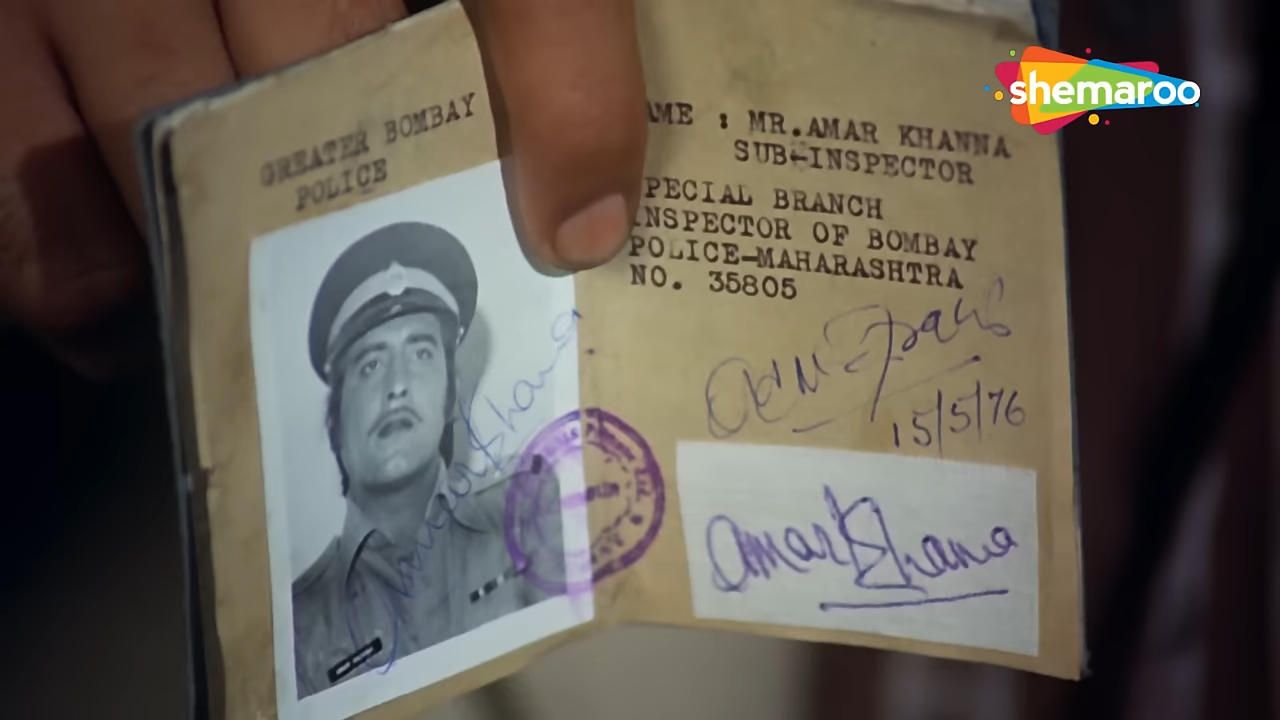 shemaroo
GREATER BOMBAY
POLICE
AME : MR.AMAR KHANNA
SUB-INSPECTOR
PECIAL BRANCH
INSPECTOR OF BOMBAY
POLICE-MAHARASHTRA
NO. 35805
15/5/76
Amar Khanna